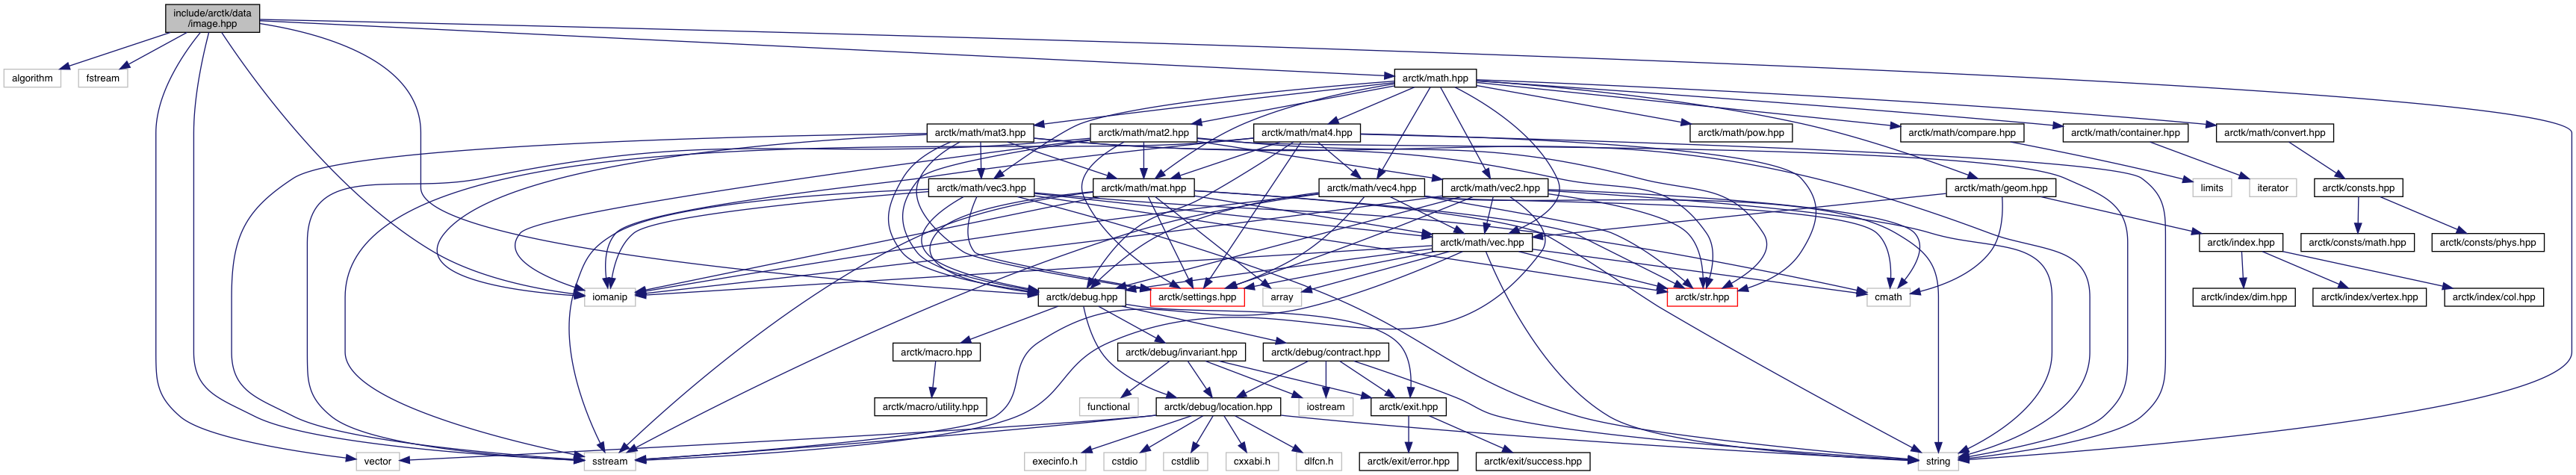 include/arctk/data
/image.hpp
algorithm
fstream
arctk/math.hpp
arctk/math/mat3.hpp
arctk/math/mat2.hpp
arctk/math/mat4.hpp
arctk/math/pow.hpp
arctk/math/compare.hpp
arctk/math/container.hpp
arctk/math/convert.hpp
arctk/math/vec3.hpp
arctk/math/mat.hpp
arctk/math/vec4.hpp
arctk/math/vec2.hpp
arctk/math/geom.hpp
limits
iterator
arctk/consts.hpp
arctk/math/vec.hpp
arctk/index.hpp
arctk/consts/math.hpp
arctk/consts/phys.hpp
iomanip
arctk/debug.hpp
arctk/settings.hpp
array
arctk/str.hpp
cmath
arctk/index/dim.hpp
arctk/index/vertex.hpp
arctk/index/col.hpp
arctk/macro.hpp
arctk/debug/invariant.hpp
arctk/debug/contract.hpp
arctk/macro/utility.hpp
functional
arctk/debug/location.hpp
iostream
arctk/exit.hpp
vector
sstream
execinfo.h
cstdio
cstdlib
cxxabi.h
dlfcn.h
arctk/exit/error.hpp
arctk/exit/success.hpp
string